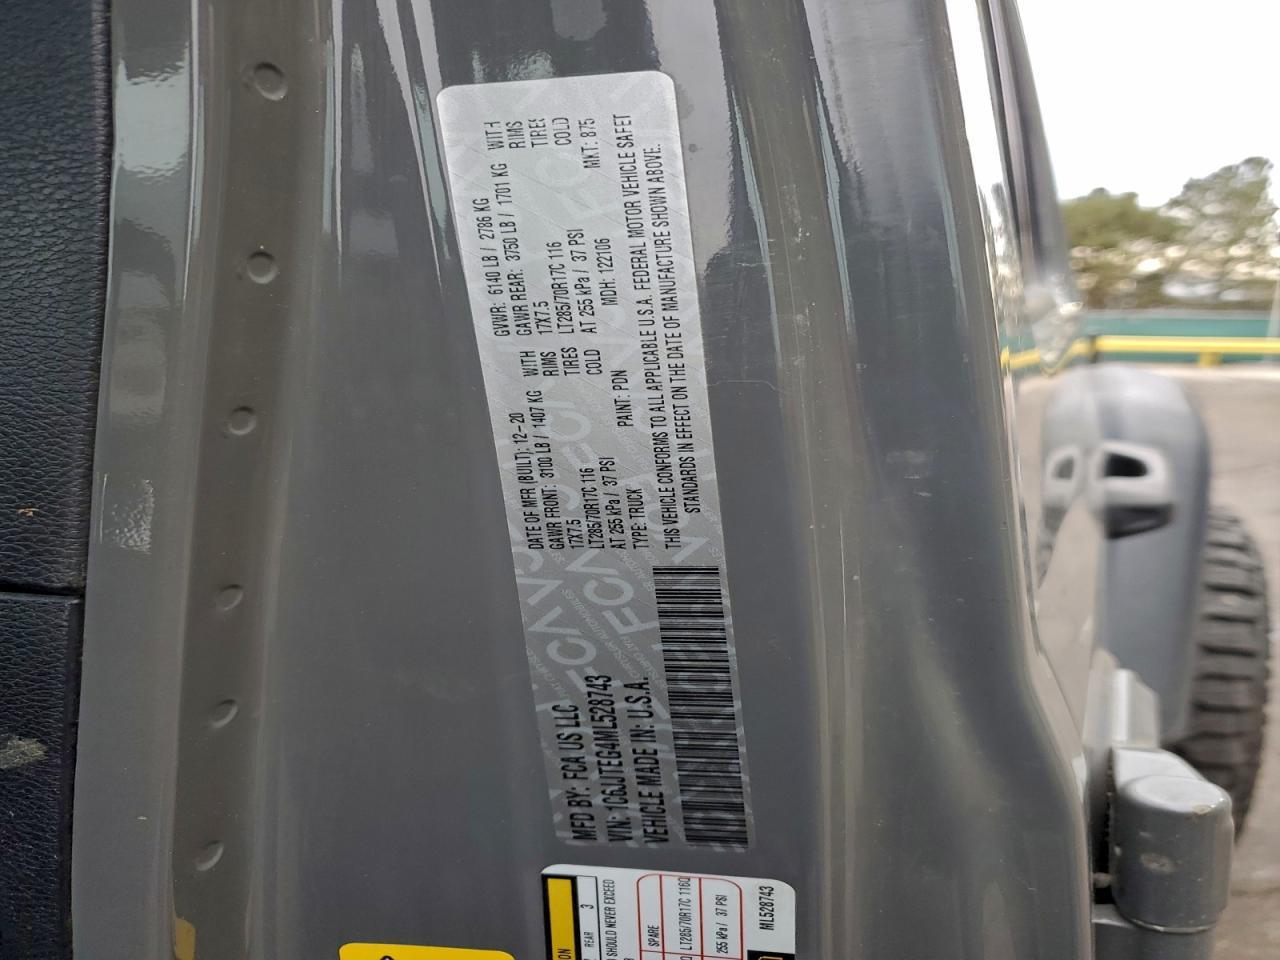 MFD BY: FCA US LLC
VIN: 1C6JJTEG4ML528743
VEHICLE MADE IN: U.S.A.
DATE OF MFR (BUILT): 12-20 GVWR: 6140 LB / 2786 KG
GAWR FRONT: 3100 LB / 1407 KG WITH GAWR REAR: 3750 LB / 1701 KG WITH
17X7.5 RIMS 17X7.5 RIMS
LT285/70R17C 116 TIRES LT285/70R17C 116 TIRES
AT 255 kPa / 37 PSI COLD AT 255 kPa / 37 PSI COLD
TYPE: TRUCK PAINT: PDN MDH: 122106 MKT: 875
THIS VEHICLE CONFORMS TO ALL APPLICABLE U.S.A. FEDERAL MOTOR VEHICLE SAFET
STANDARDS IN EFFECT ON THE DATE OF MANUFACTURE SHOWN ABOVE.
ON
REAR 3
SHOULD NEVER EXCEED
SPARE
LT285/70R17C 116Q
255 kPa / 37 PSI
ML528743